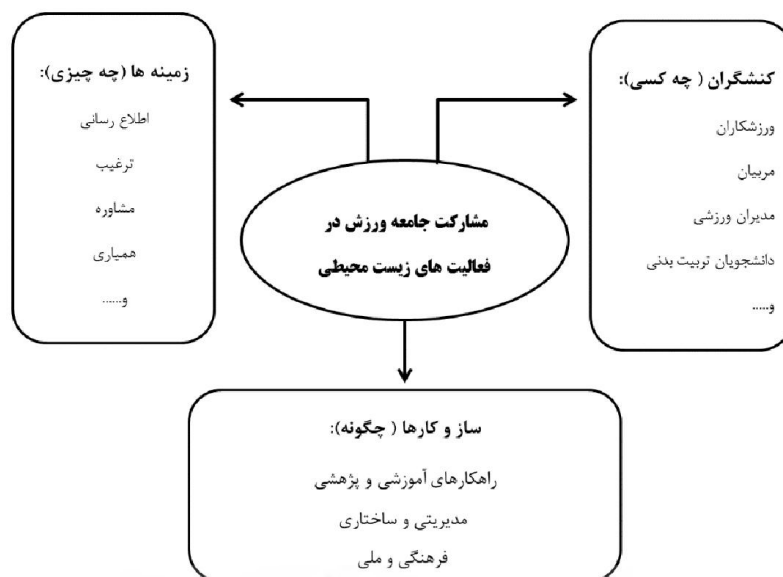 کنشگران ( چه کسی):
ورزشکاران
مربیان
مدیران ورزشی
دانشجویان تربیت بدنی
و.....
زمینه ها (چه چیزی):
اطلاع رسانی
ترغیب
مشاوره
همیاری
و......
مشارکت جامعه ورزش در
فعالیت های زیست محیطی
ساز و کارها ( چگونه):
راهکارهای آموزشی و پژهشی
مدیریتی و ساختاری
فرهنگی و ملی